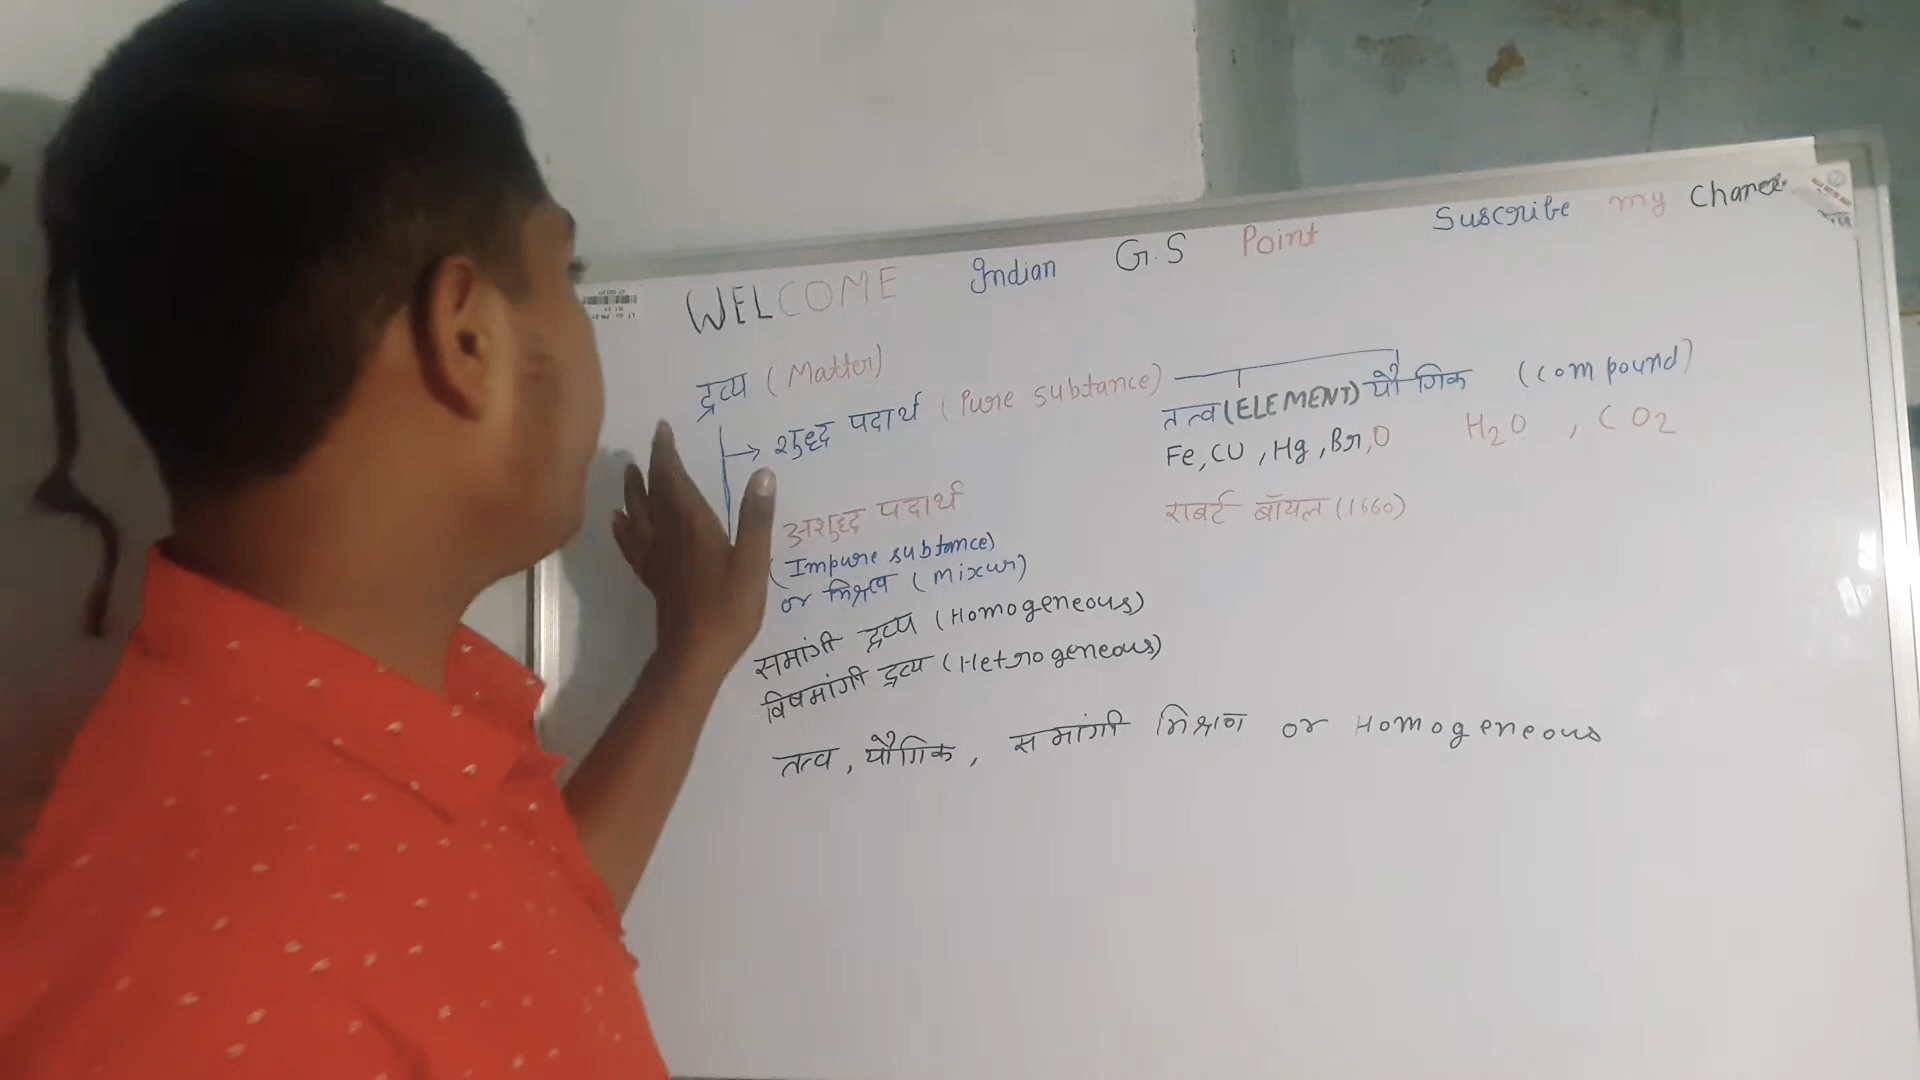 WELCOME Indian G.S Point Suscribe my Chanel
द्रव्य (Matter)
→ शुद्ध पदार्थ (Pure subtance)
तत्व (ELEMENT) यौगिक (compound)
Fe, CU, Hg, Br, O H2O, CO2
अशुद्ध पदार्थ
(Impure subtance)
or मिश्रण (mixur)
राबर्ट बॉयल (1660)
समांगी द्रव्य (Homogeneous)
विषमांगी द्रव्य (Hetrogeneous)
तत्व, यौगिक, समांगी मिश्रण or Homogeneous